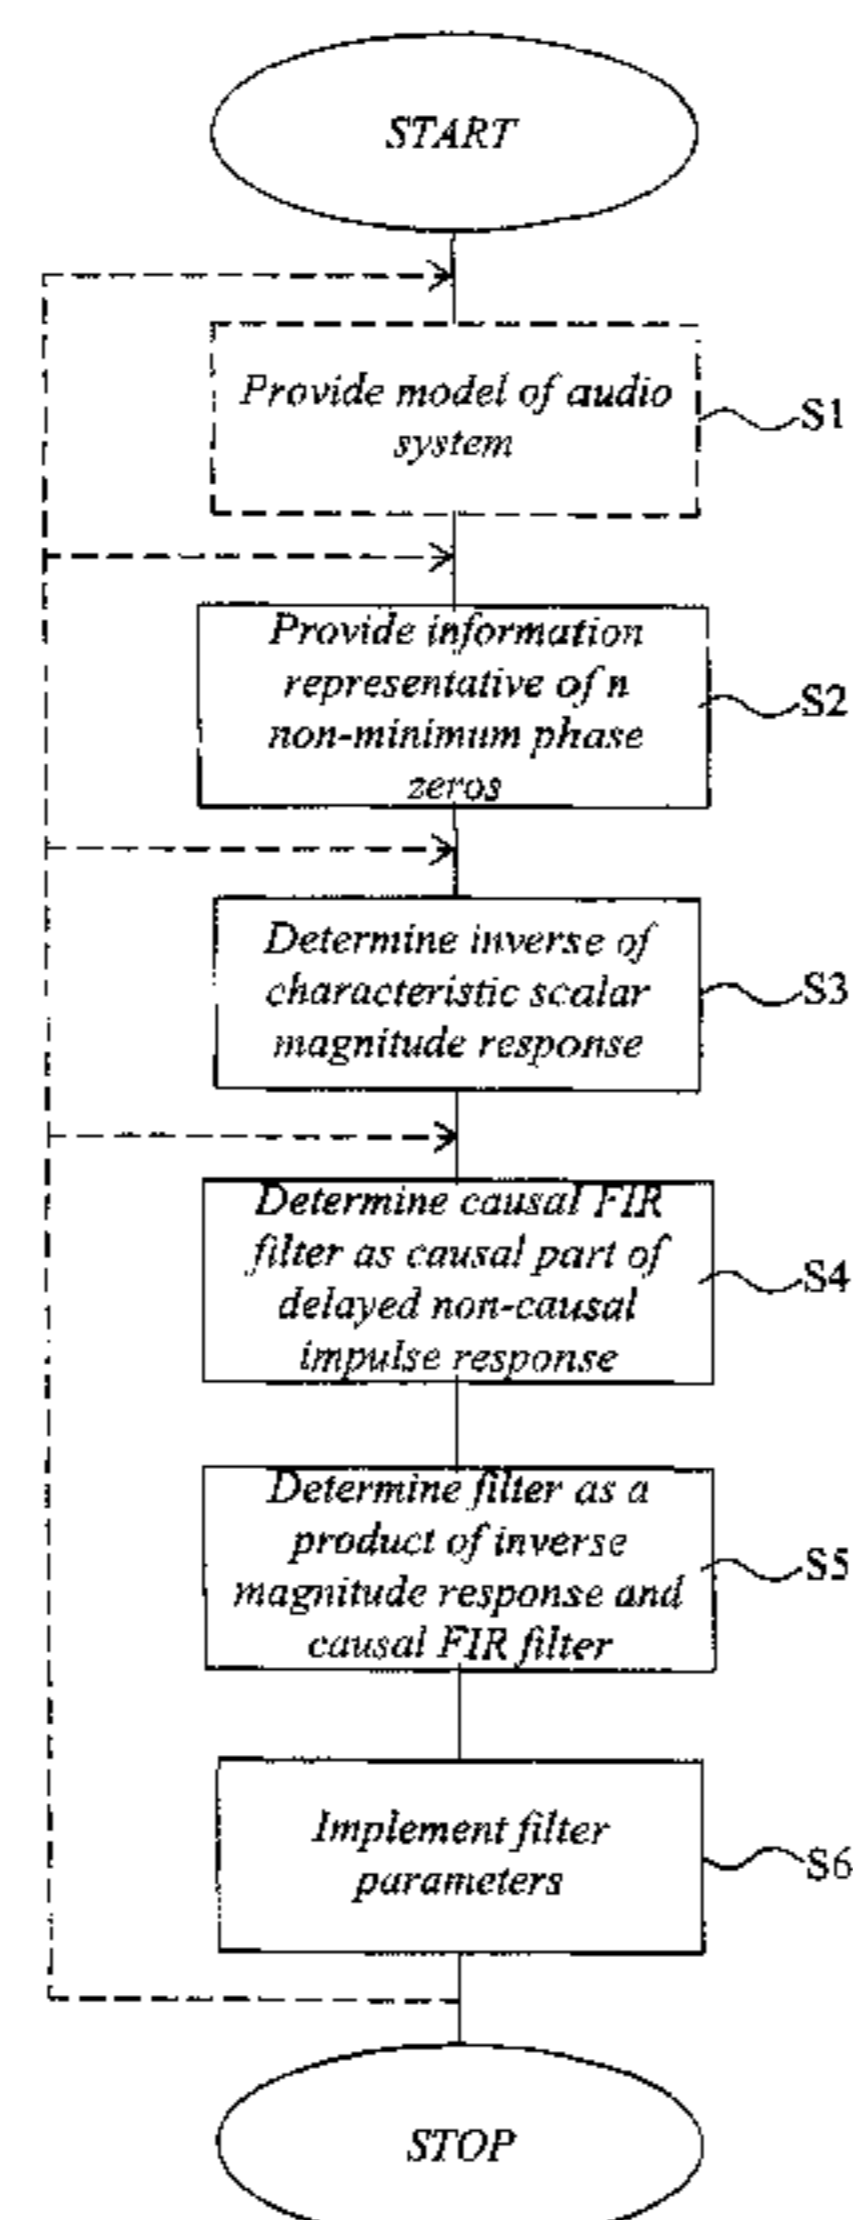 START
Provide model of audio
system
S1
Provide information
representative of n
non-minimum phase
zeros
S2
Determine inverse of
characteristic scalar
magnitude response
S3
Determine causal FIR
filter as causal part of
delayed non-causal
impulse response
S4
Determine filter as a
product of inverse
magnitude response and
causal FIR filter
S5
Implement filter
parameters
S6
STOP